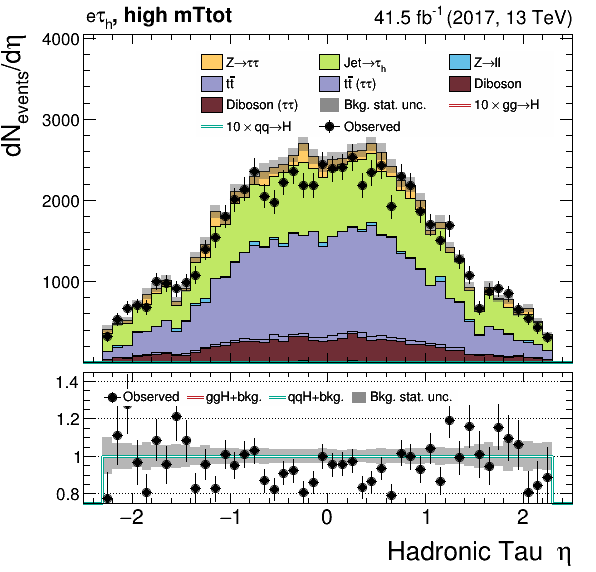 eτh, high mTtot 41.5 fb-1 (2017, 13 TeV)
dNevents/dη
4000
3000
2000
1000
Z→ττ Jet→τh Z→ll
tt̄ tt̄ (ττ) Diboson
Diboson (ττ) Bkg. stat. unc. 10 × gg→H
10 × qq→H Observed
1.4
1.2
1
0.8
Observed ggH+bkg. qqH+bkg. Bkg. stat. unc.
−2 −1 0 1 2
Hadronic Tau η